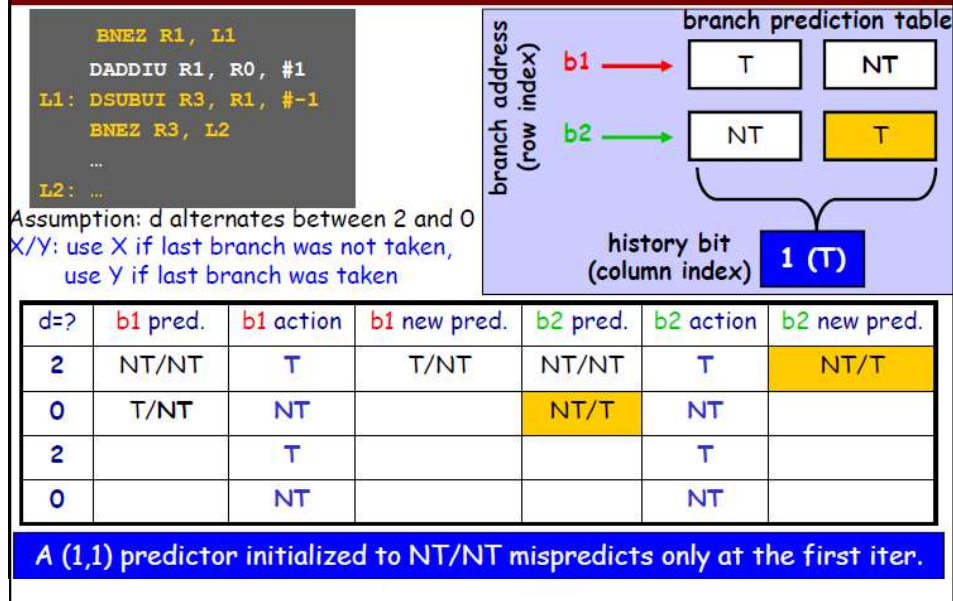 BNEZ R1, L1
DADDIU R1, R0, #1
L1: DSUBUI R3, R1, #-1
BNEZ R3, L2
…
L2: …
Assumption: d alternates between 2 and 0
X/Y: use X if last branch was not taken,
use Y if last branch was taken
branch prediction table
branch address
(row index)
b1
T
NT
b2
NT
T
history bit
(column index)
1 (T)
d=? b1 pred. b1 action b1 new pred. b2 pred. b2 action b2 new pred.
2 NT/NT T T/NT NT/NT T NT/T
0 T/NT NT NT/T NT
2 T T
0 NT NT
A (1,1) predictor initialized to NT/NT mispredicts only at the first iter.